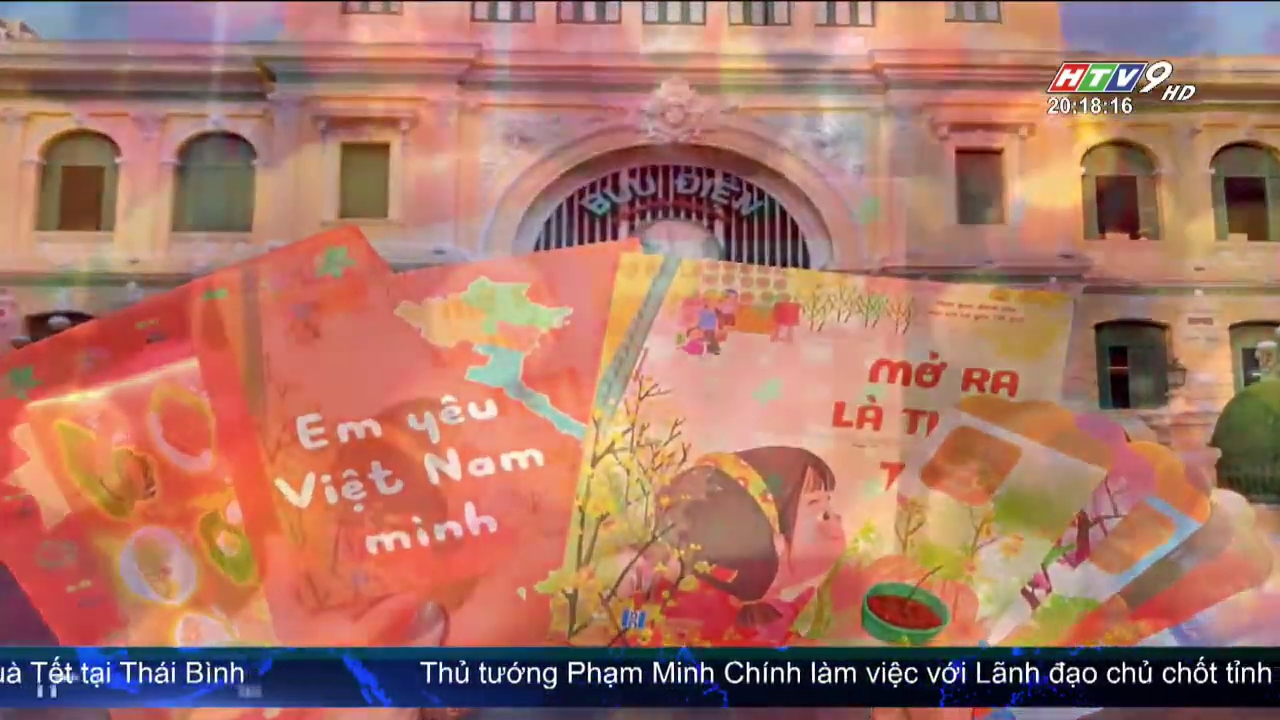 HTV9 HD
20:18:16
BƯU ĐIỆN
Em yêu
Việt Nam
mình
MỞ RA
LÀ
uà Tết tại Thái Bình
Thủ tướng Phạm Minh Chính làm việc với Lãnh đạo chủ chốt tỉnh